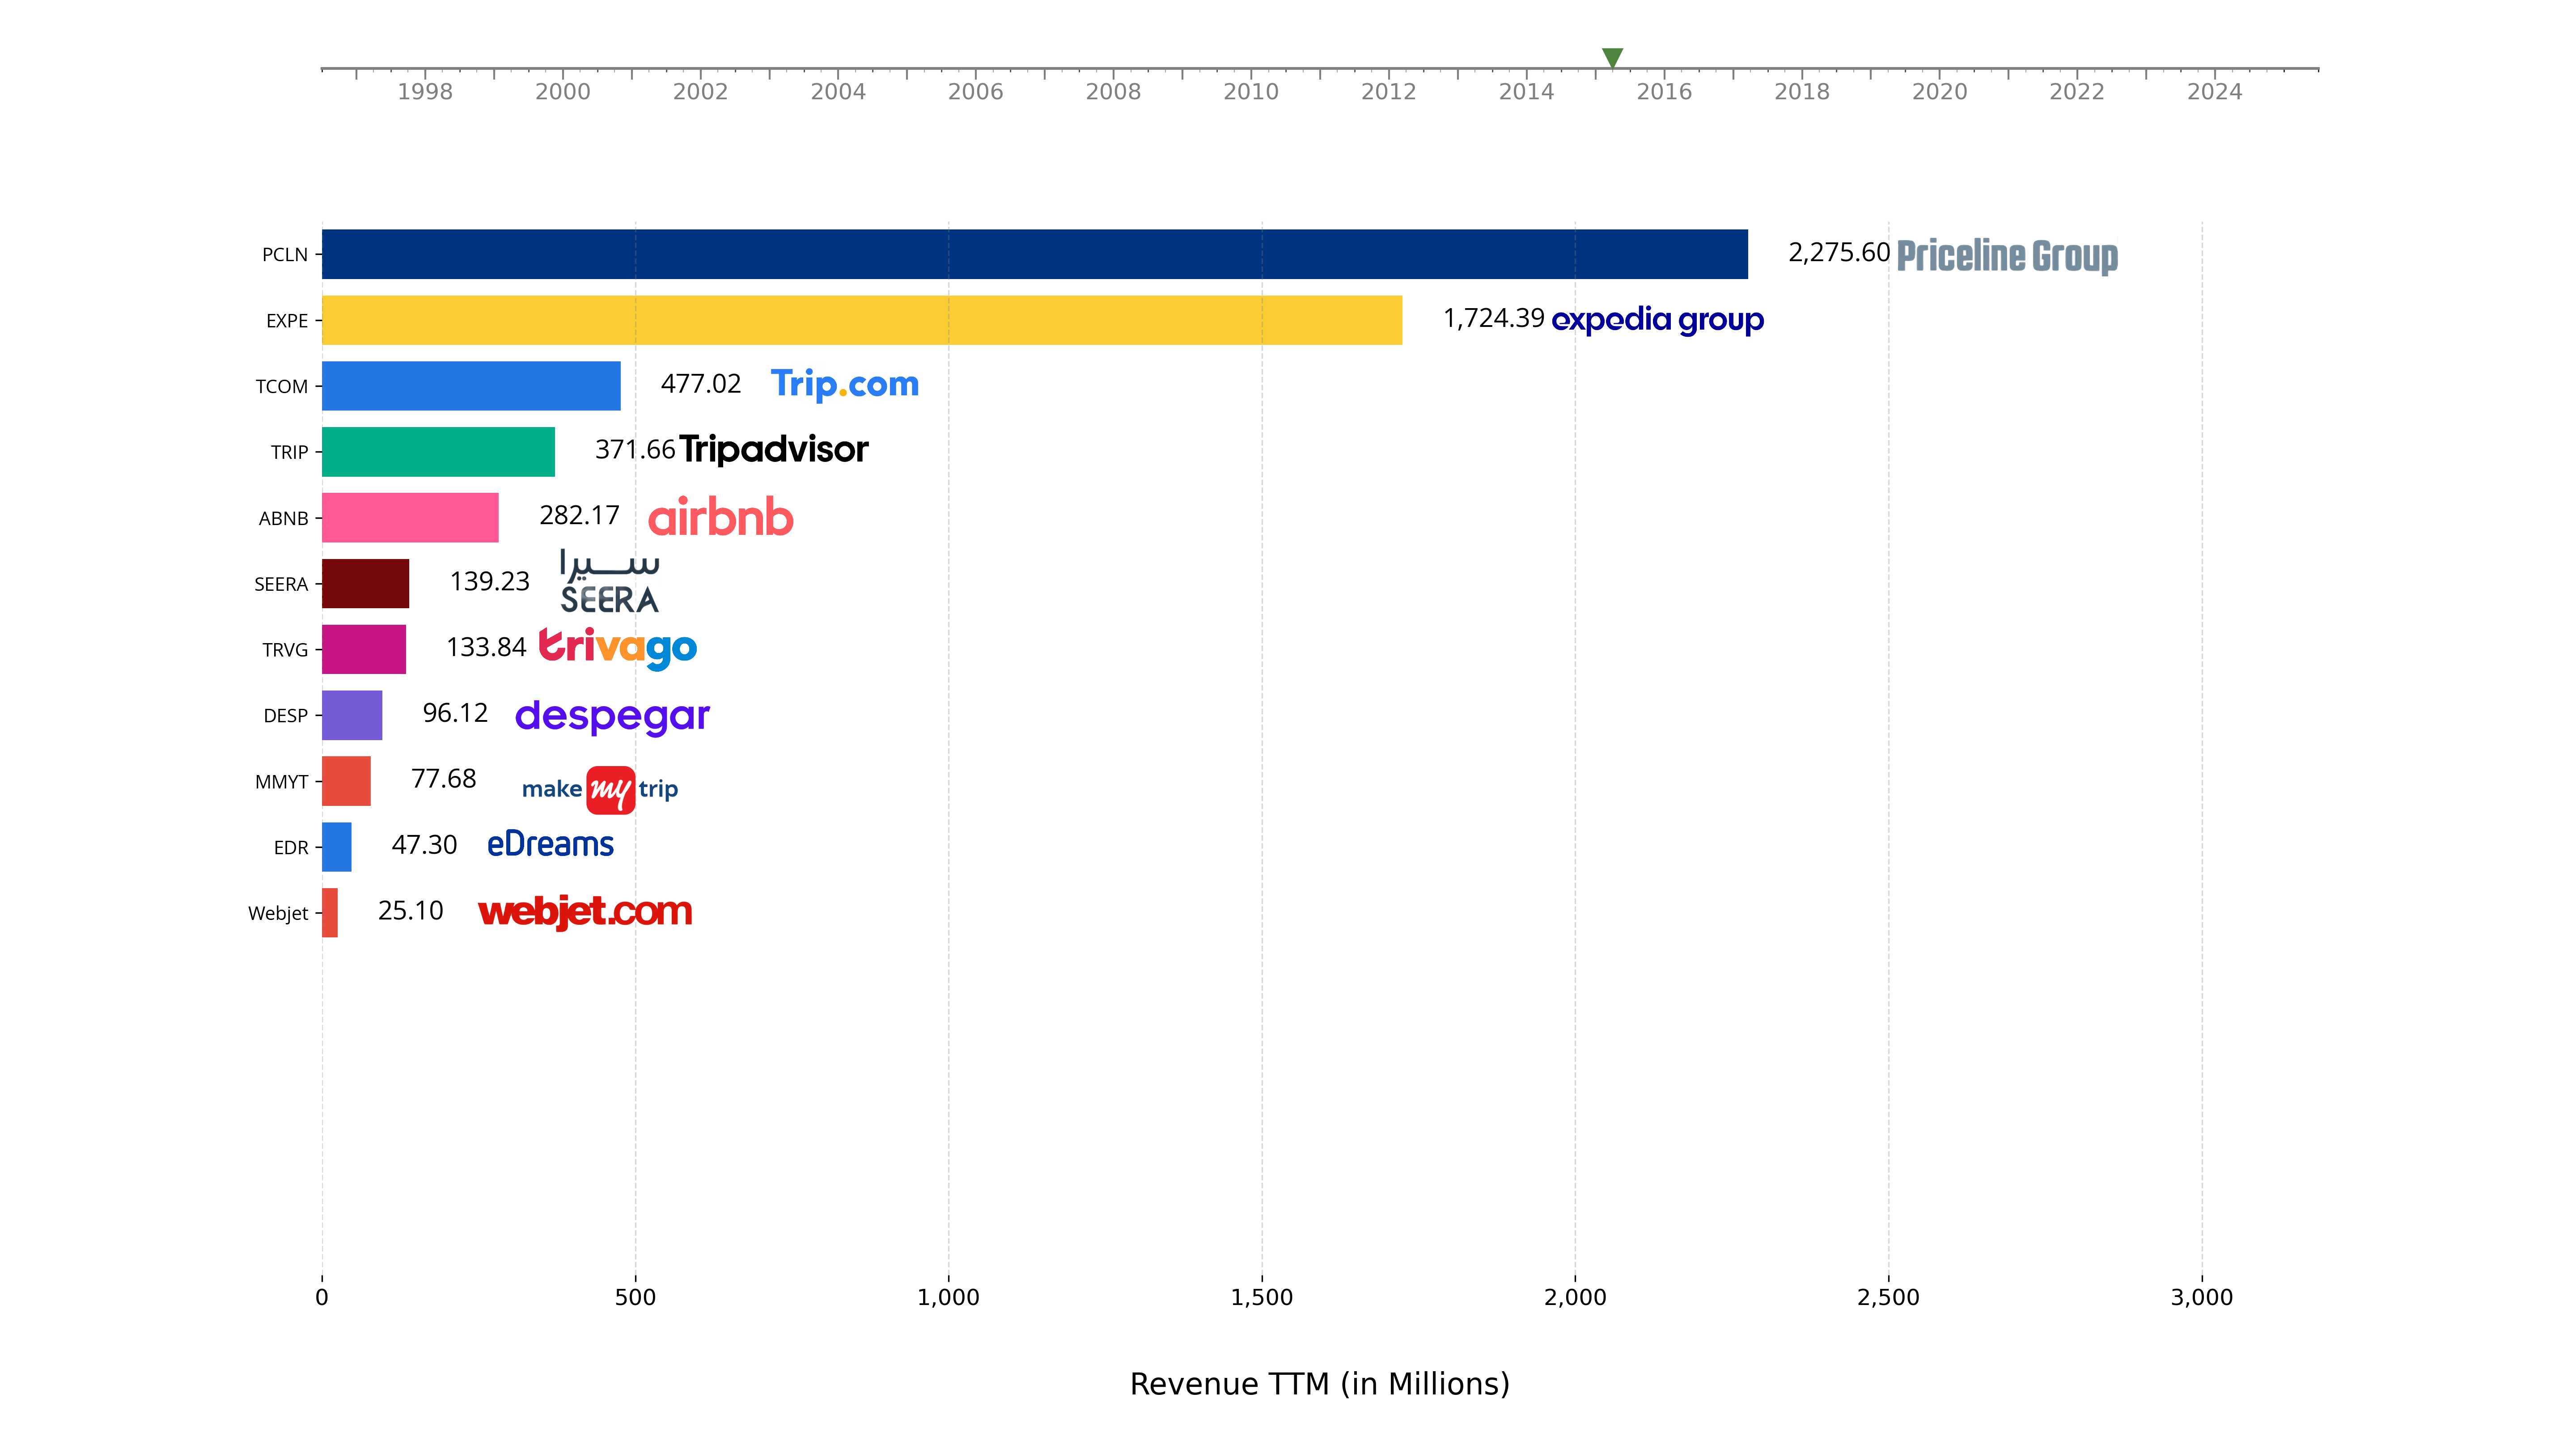 1998 2000 2002 2004 2006 2008 2010 2012 2014 2016 2018 2020 2022 2024
PCLN 2,275.60 Priceline Group
EXPE 1,724.39 expedia group
TCOM 477.02 Trip.com
TRIP 371.66 Tripadvisor
ABNB 282.17 airbnb
سيرا
SEERA 139.23 SEERA
TRVG 133.84 trivago
DESP 96.12 despegar
MMYT 77.68 make my trip
EDR 47.30 eDreams
Webjet 25.10 webjet.com
0 500 1,000 1,500 2,000 2,500 3,000
Revenue TTM (in Millions)